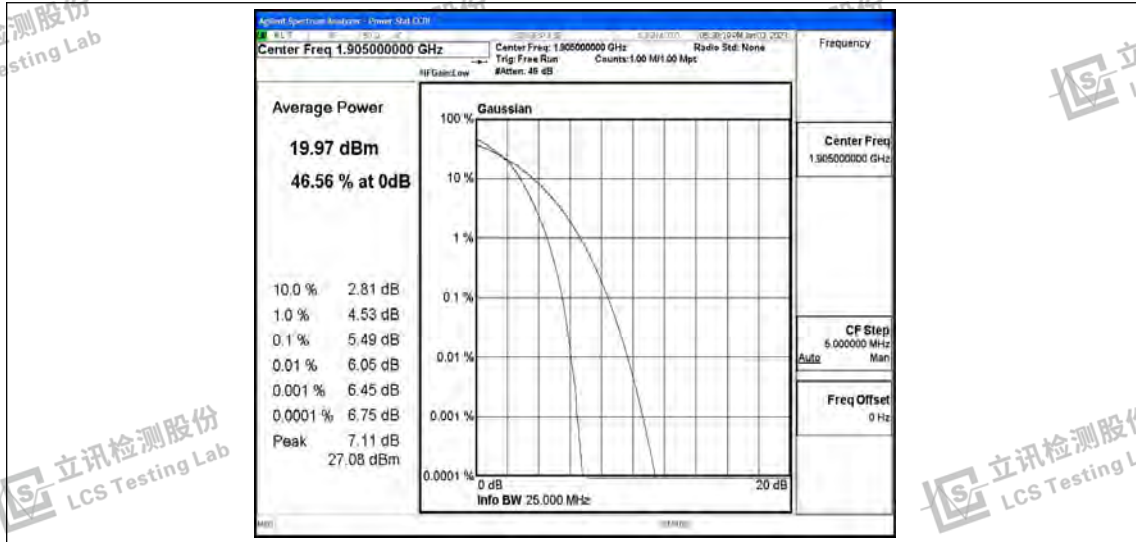 Agilent Spectrum Analyzer - Power Stat CCDF
Center Freq 1.905000000 GHz
Center Freq: 1.905000000 GHz
Radio Std: None
Trig: Free Run
Counts:1.00 M/1.00 Mpt
#IFGain:Low
#Atten: 46 dB
Frequency
Average Power
19.97 dBm
46.56 % at 0dB
10.0 % 2.81 dB
1.0 % 4.53 dB
0.1 % 5.49 dB
0.01 % 6.05 dB
0.001 % 6.45 dB
0.0001 % 6.75 dB
Peak 7.11 dB
27.08 dBm
Gaussian
100 %
10 %
1 %
0.1 %
0.01 %
0.001 %
0.0001 %
0 dB
20 dB
Info BW 25.000 MHz
Center Freq
1.905000000 GHz
CF Step
5.000000 MHz
Auto Man
Freq Offset
0 Hz
MSG
STATUS
立讯检测股份
LCS Testing Lab
立讯检测股份
LCS Testing L
检测股份
esting Lab